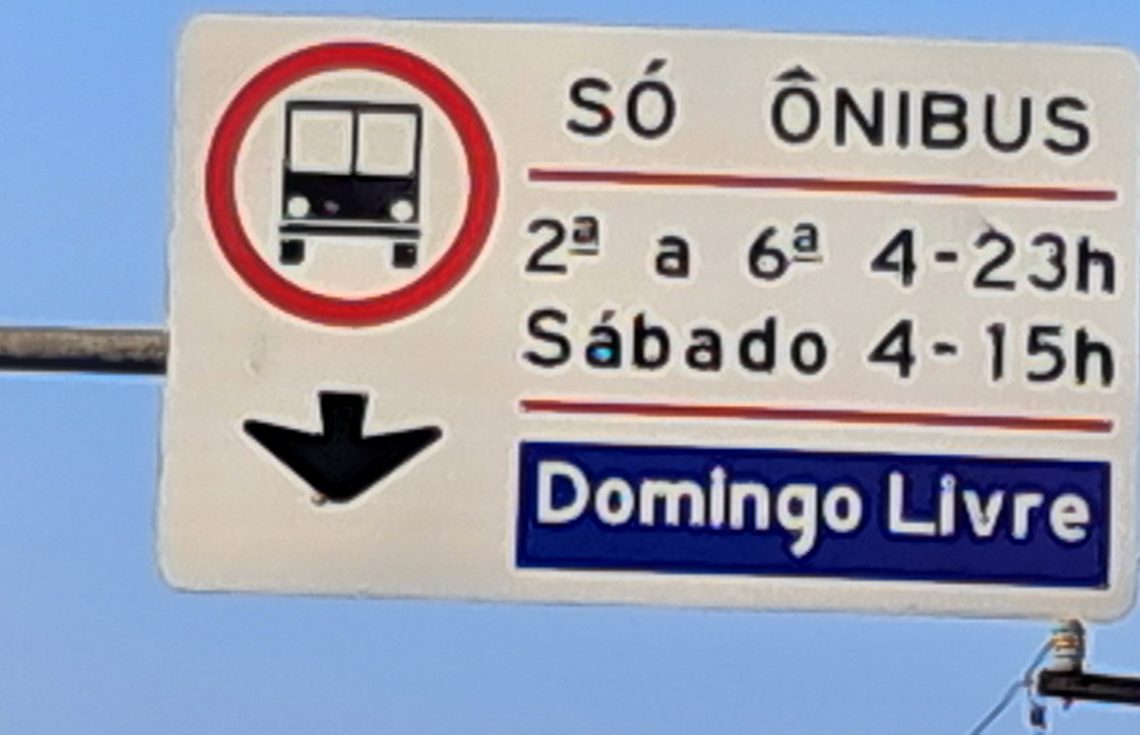 SÓ ÔNIBUS
2ª a 6ª 4-23h
Sábado 4-15h
Domingo Livre